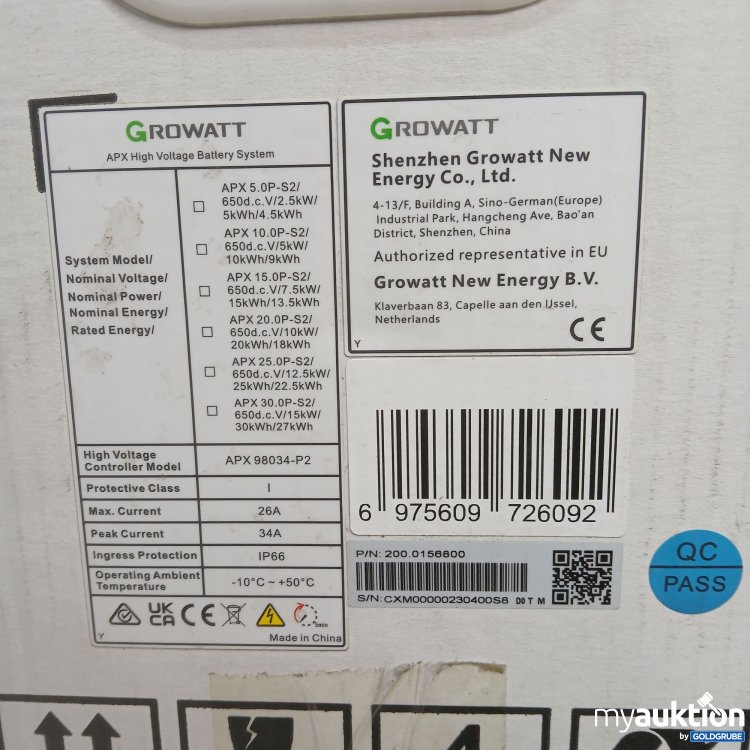 GROWATT
APX High Voltage Battery System
System Model/
Nominal Voltage/
Nominal Power/
Nominal Energy/
Rated Energy/
APX 5.0P-S2/
650d.c.V/2.5kW/
5kWh/4.5kWh
APX 10.0P-S2/
650d.c.V/5kW/
10kWh/9kWh
APX 15.0P-S2/
650d.c.V/7.5kW/
15kWh/13.5kWh
APX 20.0P-S2/
650d.c.V/10kW/
20kWh/18kWh
APX 25.0P-S2/
650d.c.V/12.5kW/
25kWh/22.5kWh
APX 30.0P-S2/
650d.c.V/15kW/
30kWh/27kWh
High Voltage
Controller Model
APX 98034-P2
Protective Class I
Max. Current 26A
Peak Current 34A
Ingress Protection IP66
Operating Ambient
Temperature
-10°C ~ +50°C
UK
CA
CE
5min
Y
Made in China
GROWATT
Shenzhen Growatt New
Energy Co., Ltd.
4-13/F, Building A, Sino-German(Europe)
Industrial Park, Hangcheng Ave, Bao'an
District, Shenzhen, China
Authorized representative in EU
Growatt New Energy B.V.
Klaverbaan 83, Capelle aan den IJssel,
Netherlands
CE
Y
6 975609 726092
P/N: 200.0156800
S/N: CXM00000230400S8 D0 T M
QC
PASS
4
myauktion
by GOLDGRUBE